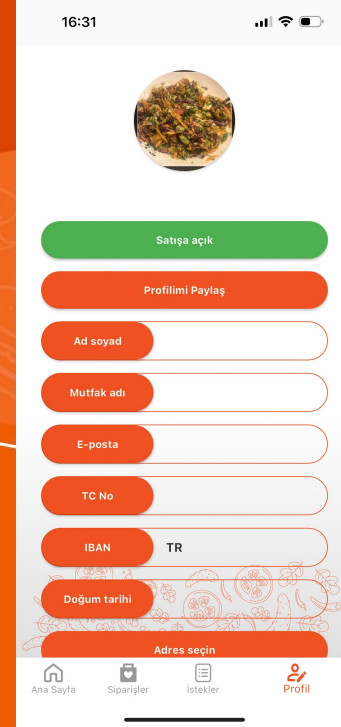 16:31
Satışa açık
Profilimi Paylaş
Ad soyad
Mutfak adı
E-posta
TC No
IBAN TR
Doğum tarihi
Adres seçin
Ana Sayfa Siparişler İstekler Profil